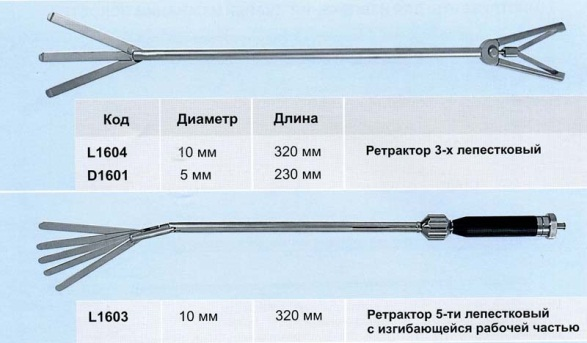 Код Диаметр Длина
L1604 10 мм 320 мм Ретрактор 3-х лепестковый
D1601 5 мм 230 мм
L1603 10 мм 320 мм Ретрактор 5-ти лепестковый
с изгибающейся рабочей частью